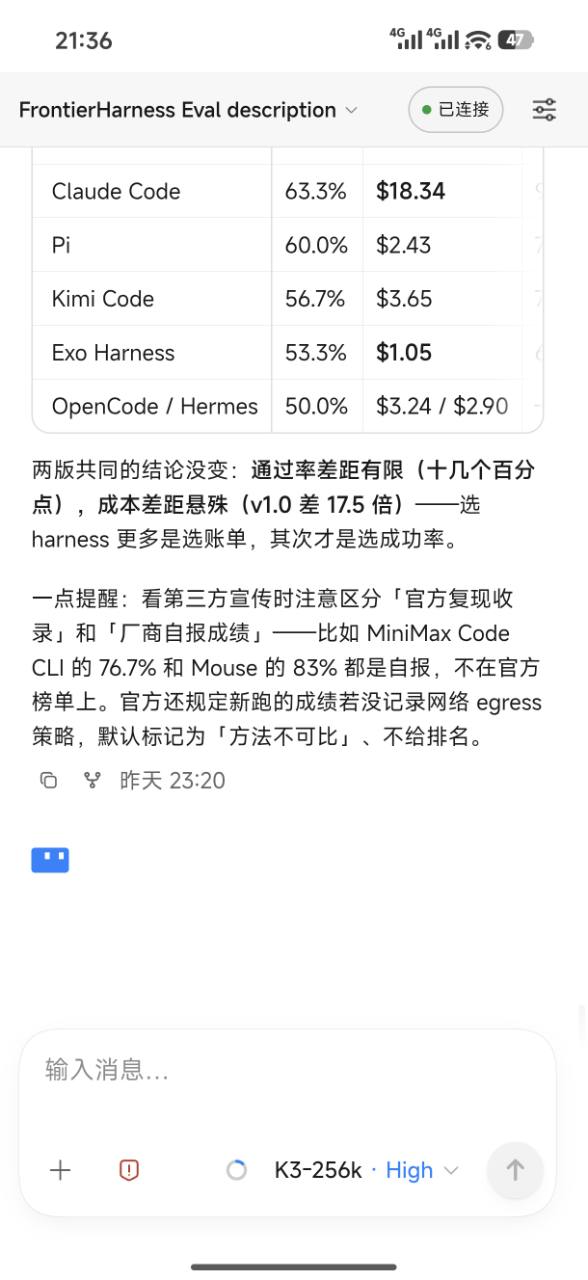 21:36
4G 4G 47
FrontierHarness Eval description 已连接
Claude Code 63.3% $18.34
Pi 60.0% $2.43
Kimi Code 56.7% $3.65
Exo Harness 53.3% $1.05
OpenCode / Hermes 50.0% $3.24 / $2.90
两版共同的结论没变：通过率差距有限（十几个百分
点），成本差距悬殊（v1.0 差 17.5 倍）——选
harness 更多是选账单，其次才是选成功率。
一点提醒：看第三方宣传时注意区分「官方复现收
录」和「厂商自报成绩」——比如 MiniMax Code
CLI 的 76.7% 和 Mouse 的 83% 都是自报，不在官方
榜单上。官方还规定新跑的成绩若没记录网络 egress
策略，默认标记为「方法不可比」、不给排名。
昨天 23:20
输入消息...
K3-256k · High